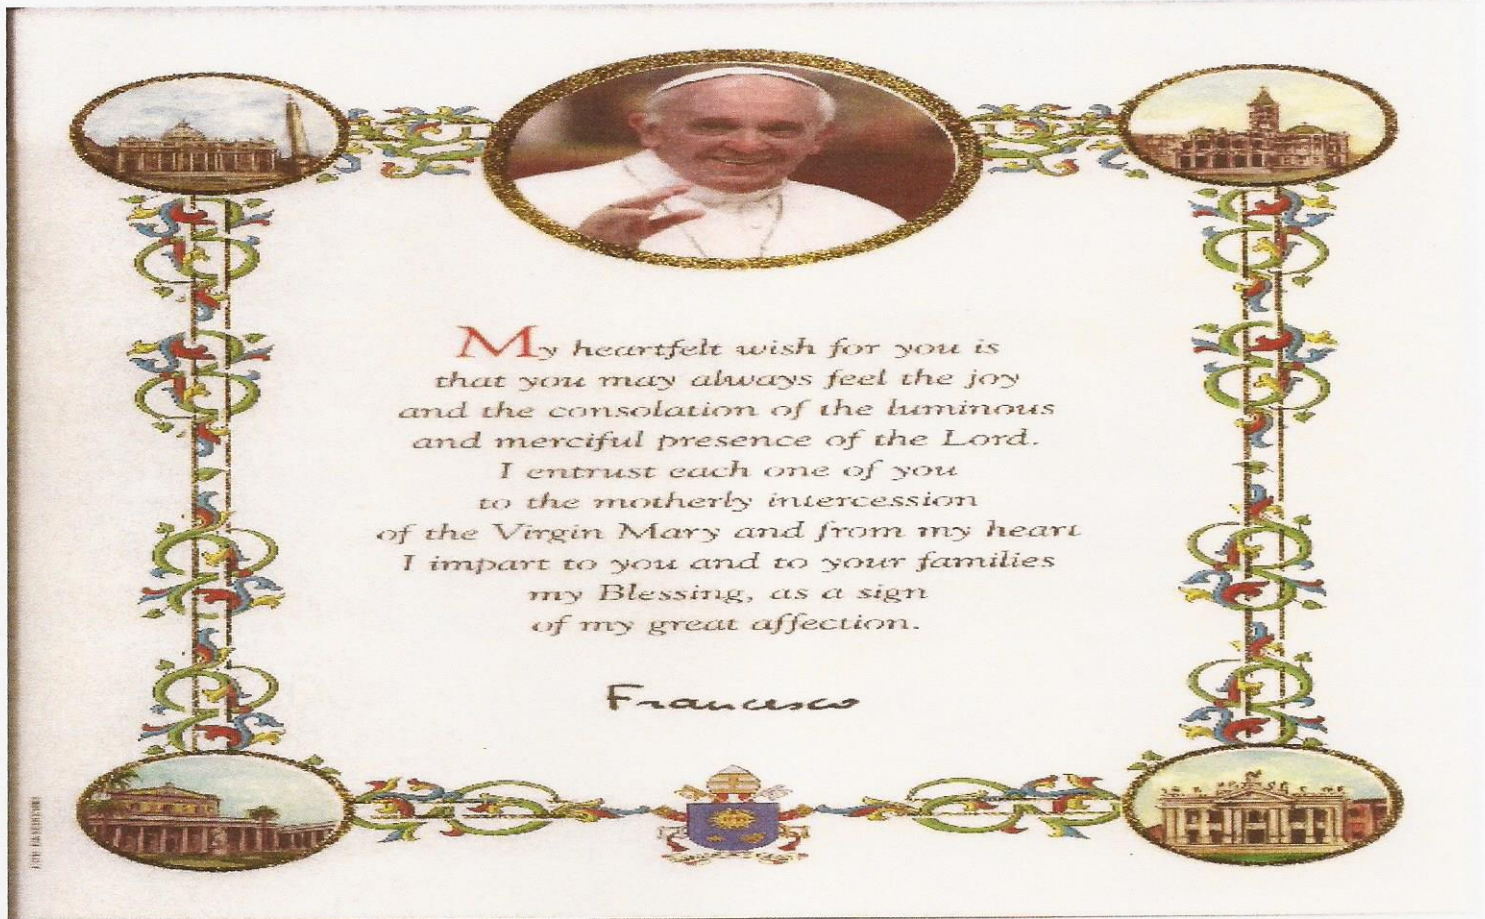 My heartfelt wish for you is
that you may always feel the joy
and the consolation of the luminous
and merciful presence of the Lord.
I entrust each one of you
to the motherly intercession
of the Virgin Mary and from my heart
I impart to you and to your families
my Blessing, as a sign
of my great affection.
Francesco